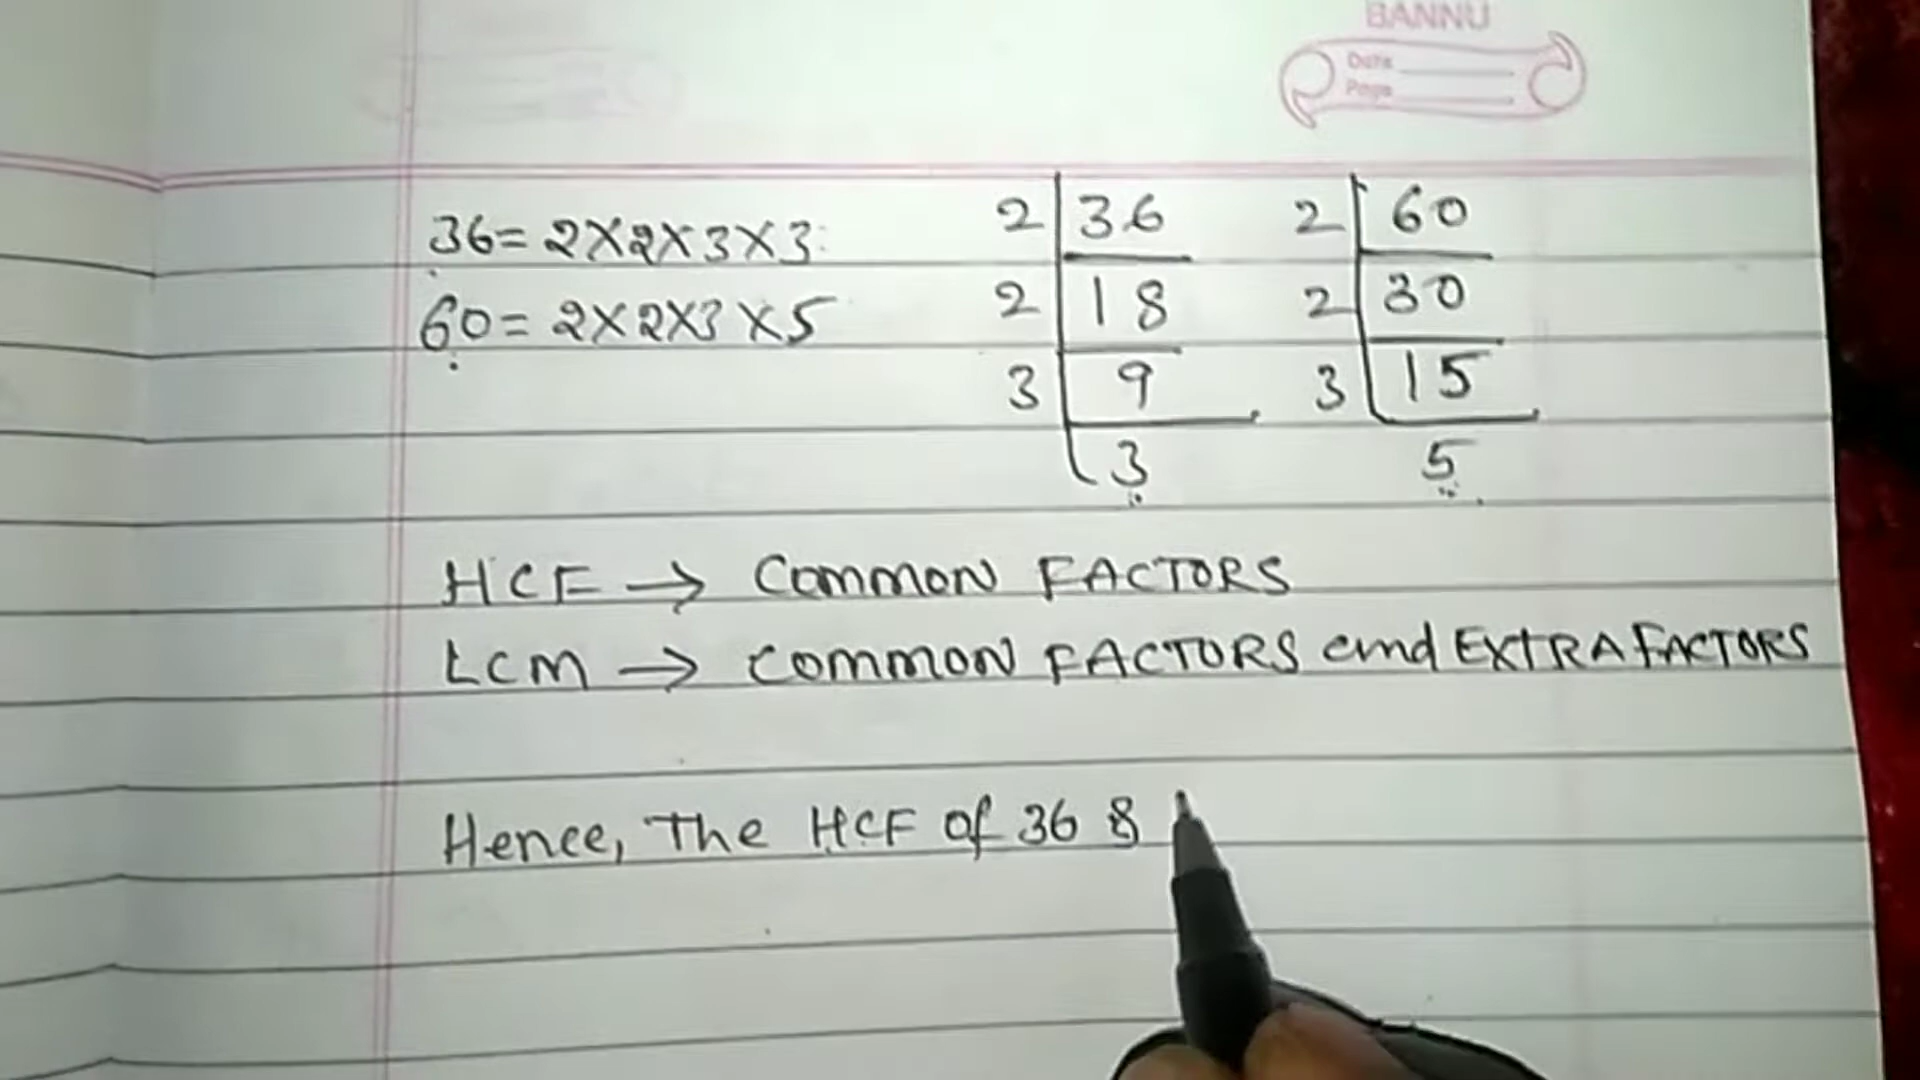 BANNU
Date
Page
36 = 2×2×3×3
60 = 2×2×3×5
2 36 2 60
2 18 2 30
3 9 3 15
3 5
HCF → COMMON FACTORS
LCM → COMMON FACTORS and EXTRA FACTORS
Hence, The HCF of 36 &